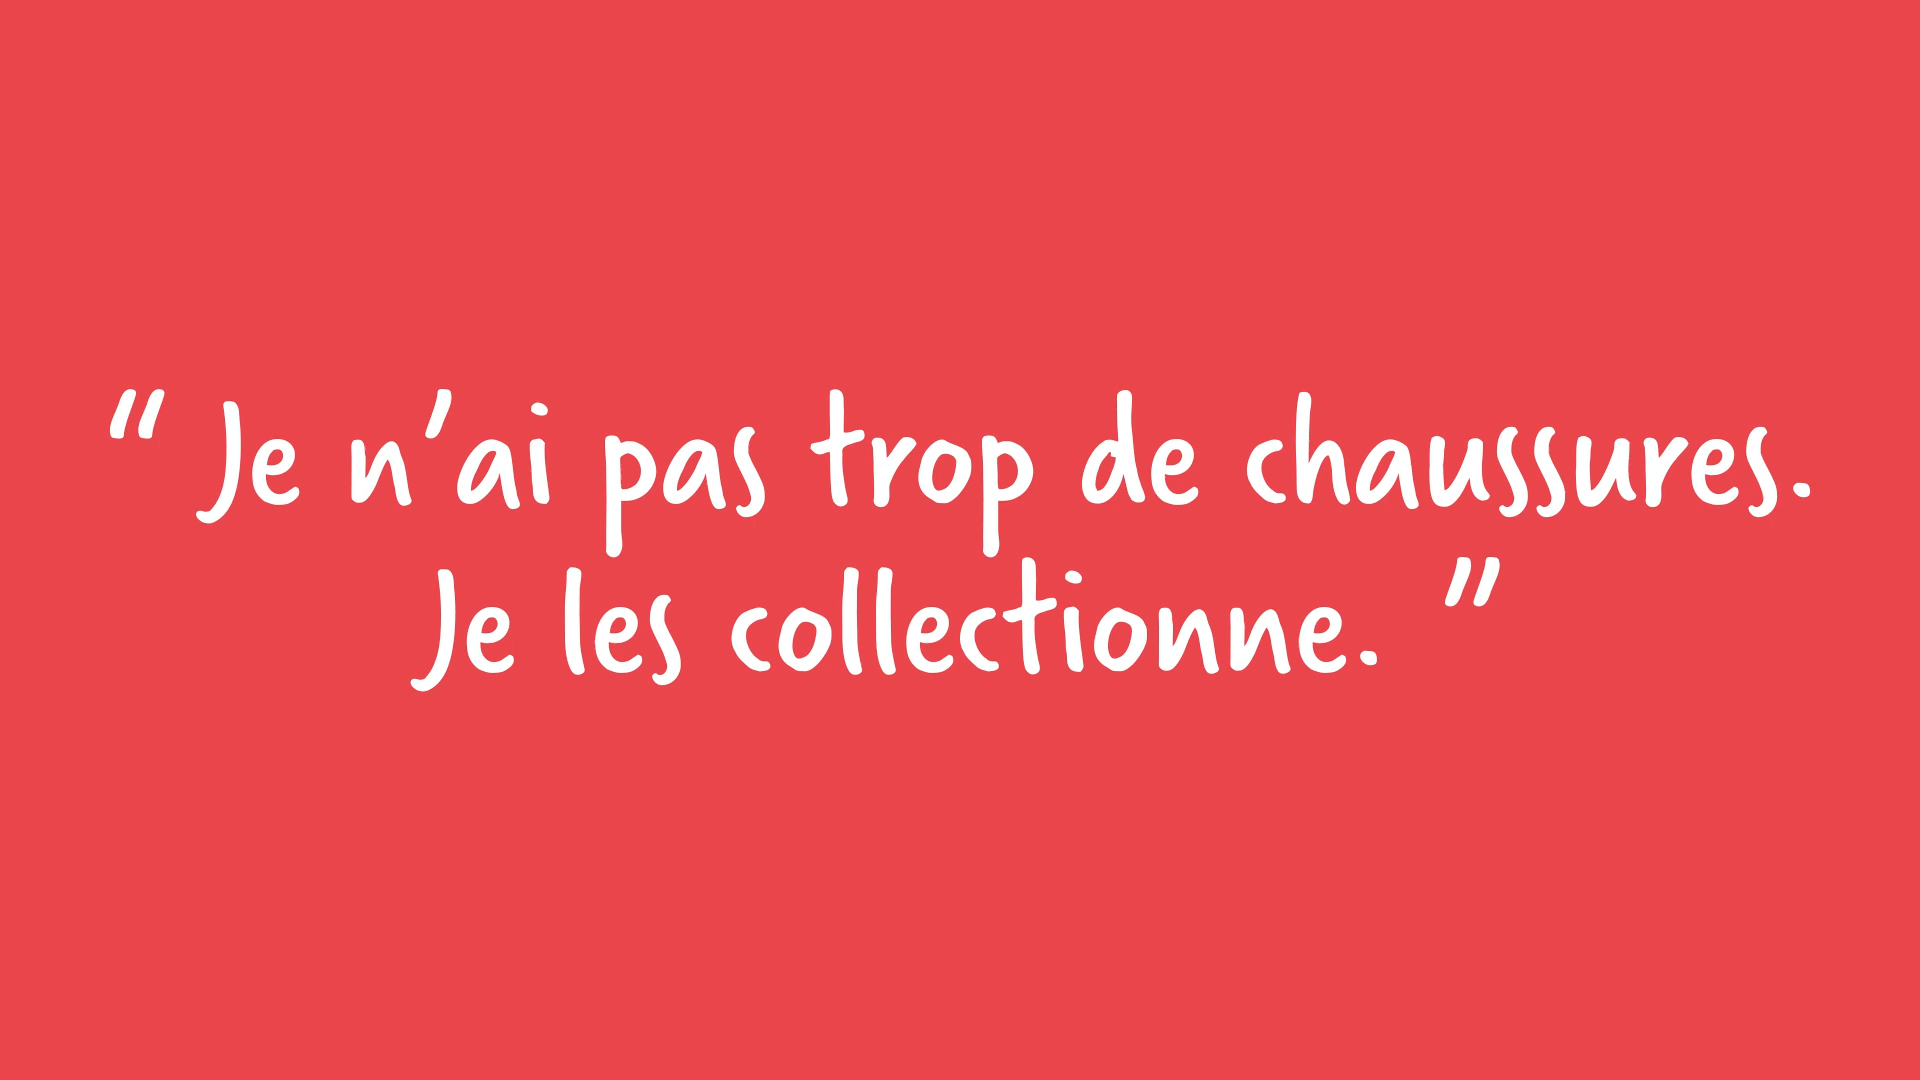 “ Je n’ai pas trop de chaussures.
Je les collectionne. ”